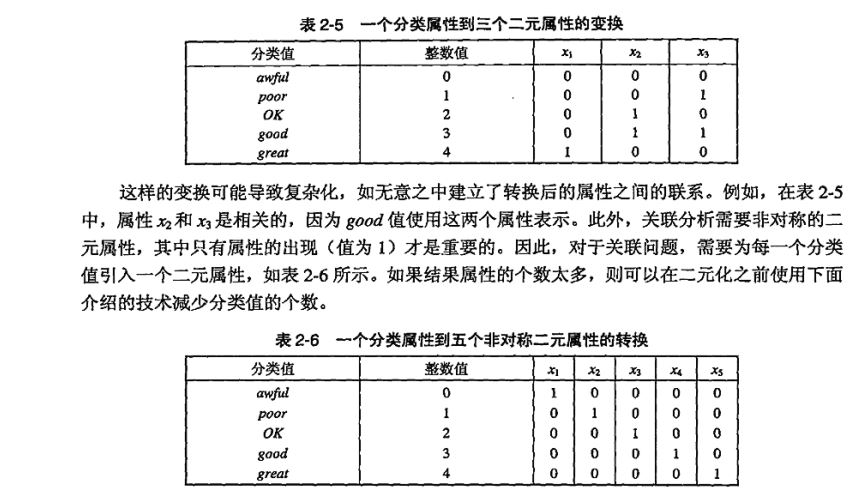 表 2-5 一个分类属性到三个二元属性的变换
分类值 整数值 x1 x2 x3
awful 0 0 0 0
poor 1 0 0 1
OK 2 0 1 0
good 3 0 1 1
great 4 1 0 0
这样的变换可能导致复杂化，如无意之中建立了转换后的属性之间的联系。例如，在表 2-5
中，属性 x2 和 x3 是相关的，因为 good 值使用这两个属性表示。此外，关联分析需要非对称的二
元属性，其中只有属性的出现（值为 1）才是重要的。因此，对于关联问题，需要为每一个分类
值引入一个二元属性，如表 2-6 所示。如果结果属性的个数太多，则可以在二元化之前使用下面
介绍的技术减少分类值的个数。
表 2-6 一个分类属性到五个非对称二元属性的转换
分类值 整数值 x1 x2 x3 x4 x5
awful 0 1 0 0 0 0
poor 1 0 1 0 0 0
OK 2 0 0 1 0 0
good 3 0 0 0 1 0
great 4 0 0 0 0 1